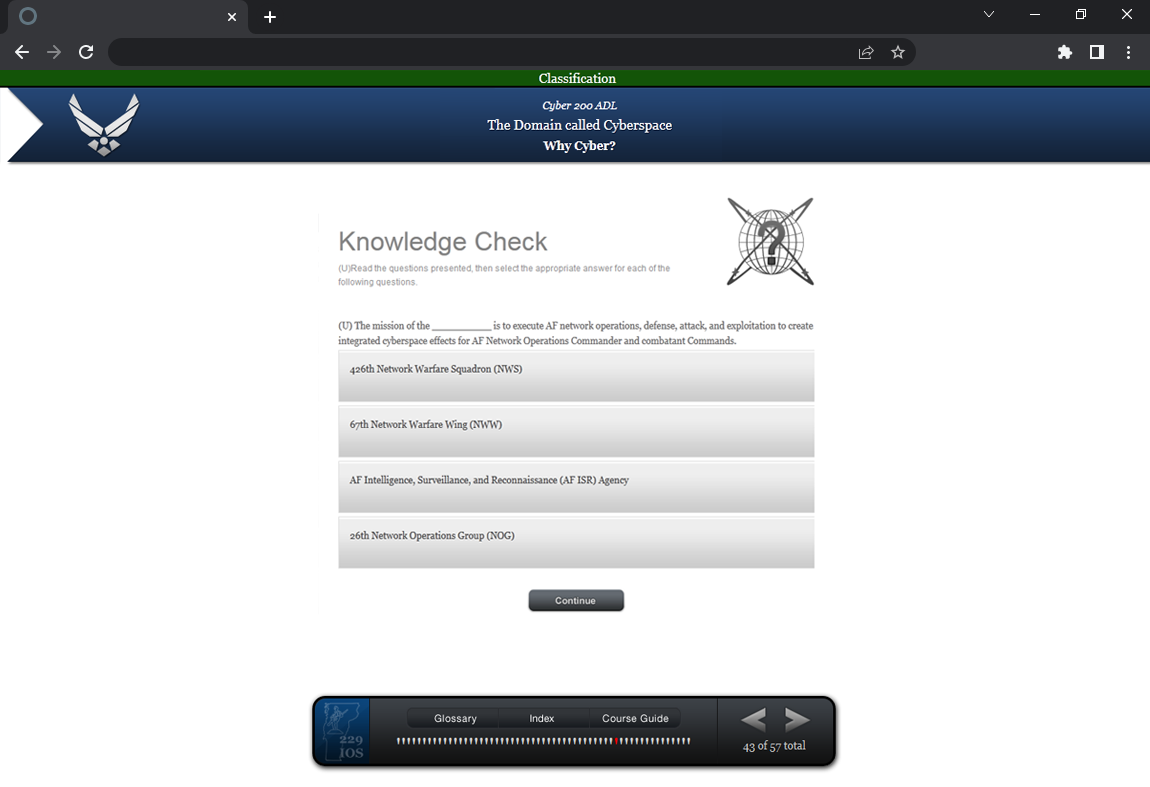 Classification
Cyber 200 ADL
The Domain called Cyberspace
Why Cyber?
?
Knowledge Check
(U)Read the questions presented, then select the appropriate answer for each of the
following questions.
(U) The mission of the ____________ is to execute AF network operations, defense, attack, and exploitation to create
integrated cyberspace effects for AF Network Operations Commander and combatant Commands.
426th Network Warfare Squadron (NWS)
67th Network Warfare Wing (NWW)
AF Intelligence, Surveillance, and Reconnaissance (AF ISR) Agency
26th Network Operations Group (NOG)
Continue
229
IOS
Glossary
Index
Course Guide
43 of 57 total